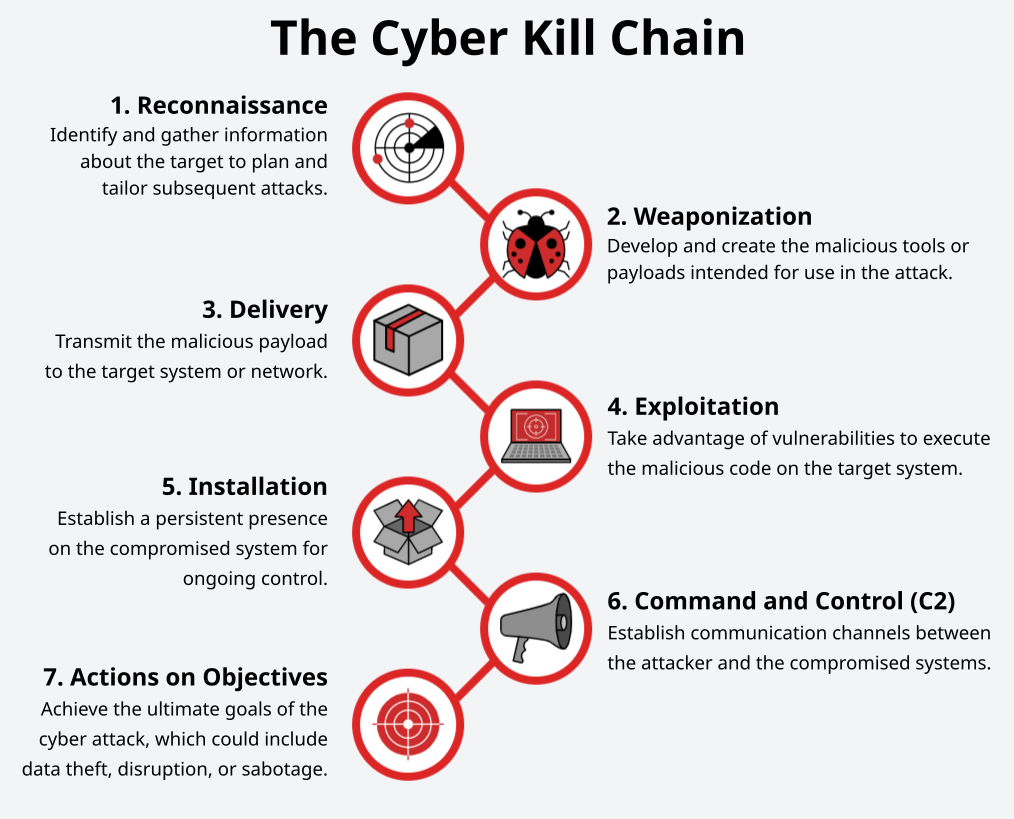 The Cyber Kill Chain
1. Reconnaissance
Identify and gather information
about the target to plan and
tailor subsequent attacks.
2. Weaponization
Develop and create the malicious tools or
payloads intended for use in the attack.
3. Delivery
Transmit the malicious payload
to the target system or network.
4. Exploitation
Take advantage of vulnerabilities to execute
the malicious code on the target system.
5. Installation
Establish a persistent presence
on the compromised system for
ongoing control.
6. Command and Control (C2)
Establish communication channels between
the attacker and the compromised systems.
7. Actions on Objectives
Achieve the ultimate goals of the
cyber attack, which could include
data theft, disruption, or sabotage.